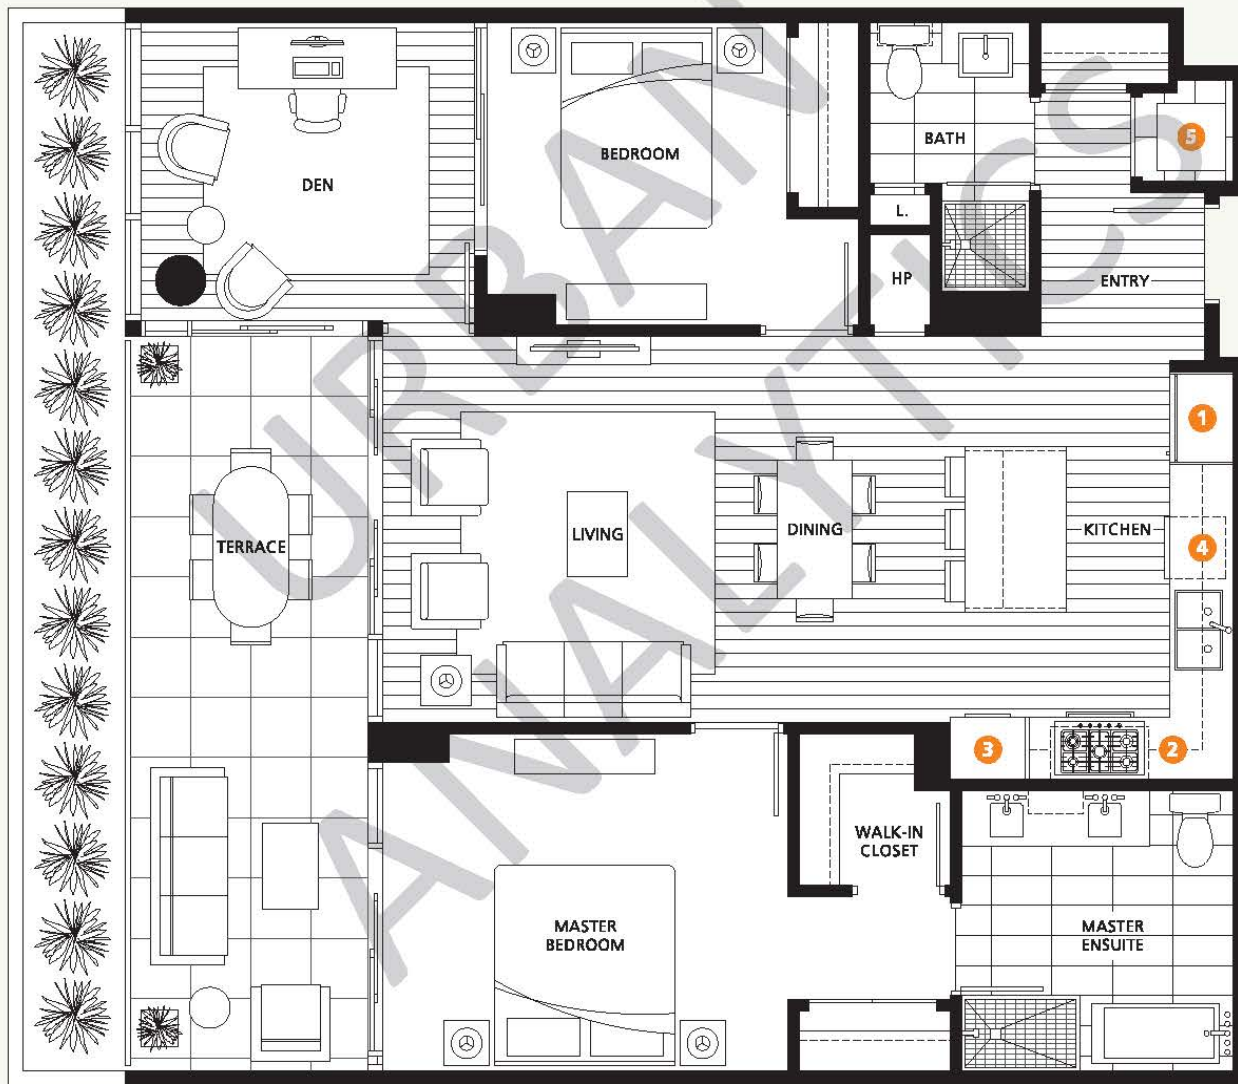 URBAN
ANALYTICS
BEDROOM
BATH
5
DEN
L.
HP
ENTRY
1
LIVING
DINING
KITCHEN
4
TERRACE
3
2
WALK-IN
CLOSET
MASTER
BEDROOM
MASTER
ENSUITE